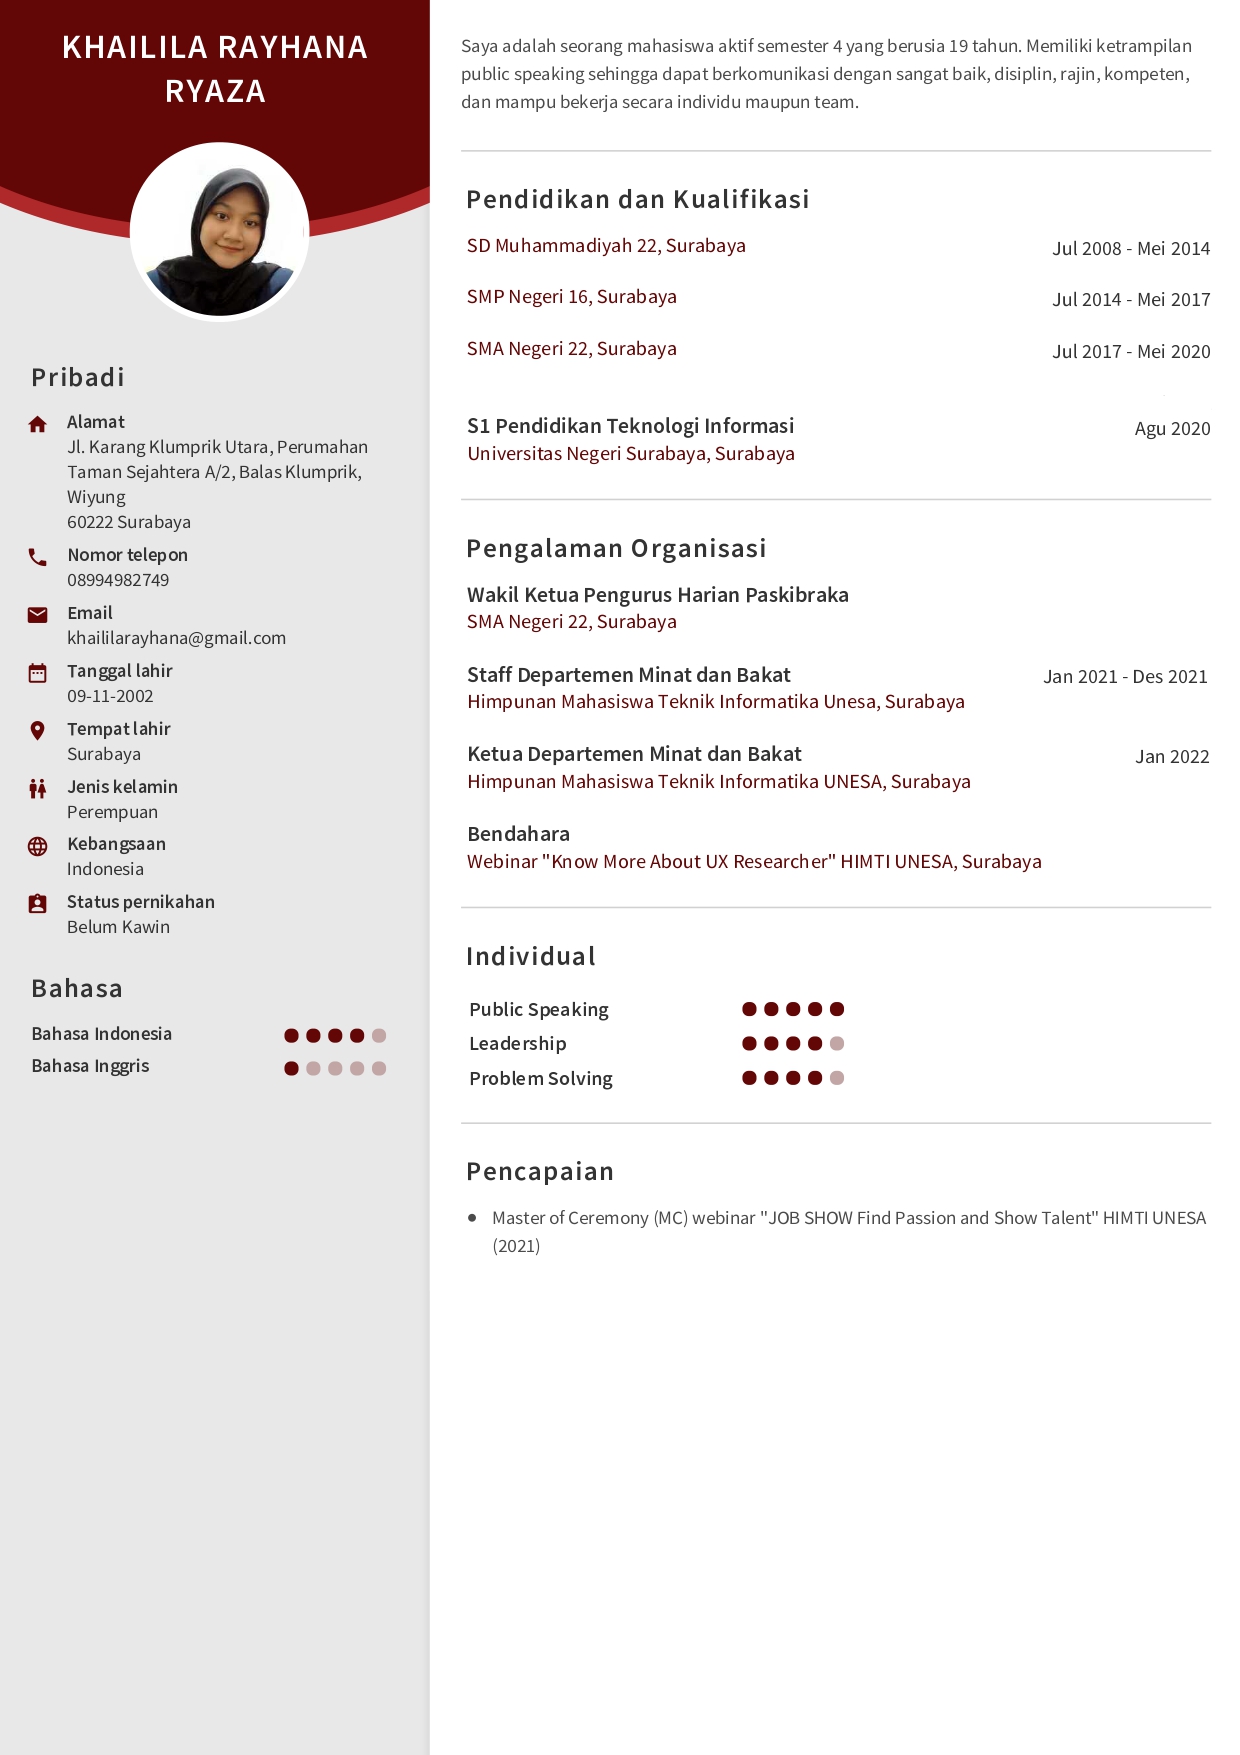 KHAILILA RAYHANA
RYAZA
Pribadi
Alamat
Jl. Karang Klumprik Utara, Perumahan
Taman Sejahtera A/2, Balas Klumprik,
Wiyung
60222 Surabaya
Nomor telepon
08994982749
Email
khaililarayhana@gmail.com
Tanggal lahir
09-11-2002
Tempat lahir
Surabaya
Jenis kelamin
Perempuan
Kebangsaan
Indonesia
Status pernikahan
Belum Kawin
Bahasa
Bahasa Indonesia
Bahasa Inggris
Saya adalah seorang mahasiswa aktif semester 4 yang berusia 19 tahun. Memiliki ketrampilan
public speaking sehingga dapat berkomunikasi dengan sangat baik, disiplin, rajin, kompeten,
dan mampu bekerja secara individu maupun team.
Pendidikan dan Kualifikasi
SD Muhammadiyah 22, Surabaya Jul 2008 - Mei 2014
SMP Negeri 16, Surabaya Jul 2014 - Mei 2017
SMA Negeri 22, Surabaya Jul 2017 - Mei 2020
S1 Pendidikan Teknologi Informasi Agu 2020
Universitas Negeri Surabaya, Surabaya
Pengalaman Organisasi
Wakil Ketua Pengurus Harian Paskibraka
SMA Negeri 22, Surabaya
Staff Departemen Minat dan Bakat Jan 2021 - Des 2021
Himpunan Mahasiswa Teknik Informatika Unesa, Surabaya
Ketua Departemen Minat dan Bakat Jan 2022
Himpunan Mahasiswa Teknik Informatika UNESA, Surabaya
Bendahara
Webinar "Know More About UX Researcher" HIMTI UNESA, Surabaya
Individual
Public Speaking
Leadership
Problem Solving
Pencapaian
• Master of Ceremony (MC) webinar "JOB SHOW Find Passion and Show Talent" HIMTI UNESA
(2021)